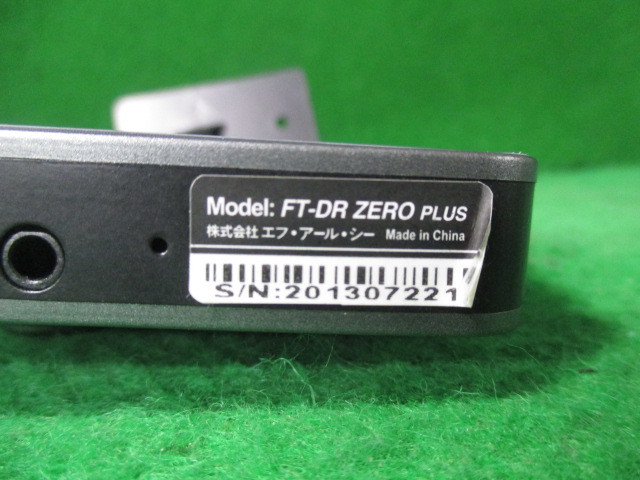 Model: FT-DR ZERO PLUS
株式会社 エフ・アール・シー Made in China
S/N:201307221